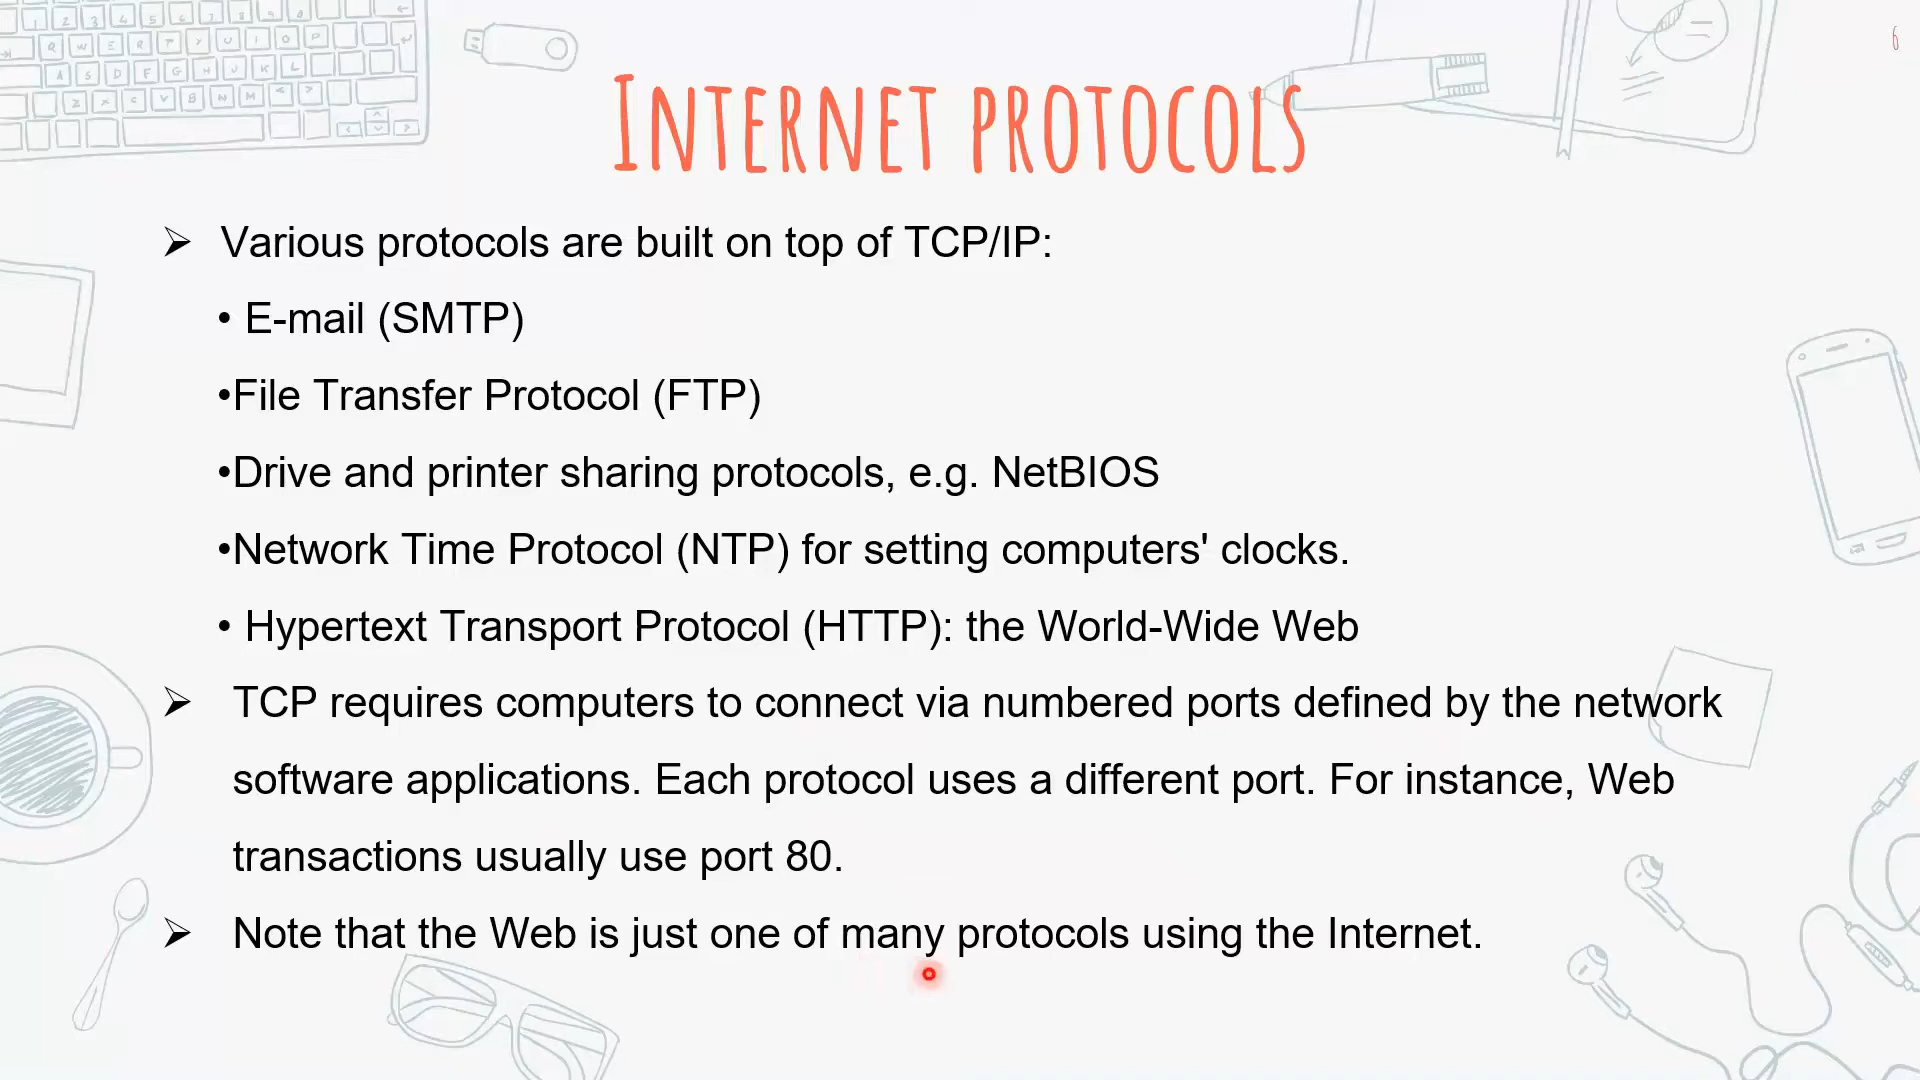 6
Internet protocols
➢ Various protocols are built on top of TCP/IP:
• E-mail (SMTP)
•File Transfer Protocol (FTP)
•Drive and printer sharing protocols, e.g. NetBIOS
•Network Time Protocol (NTP) for setting computers' clocks.
• Hypertext Transport Protocol (HTTP): the World-Wide Web
➢ TCP requires computers to connect via numbered ports defined by the network
software applications. Each protocol uses a different port. For instance, Web
transactions usually use port 80.
➢ Note that the Web is just one of many protocols using the Internet.